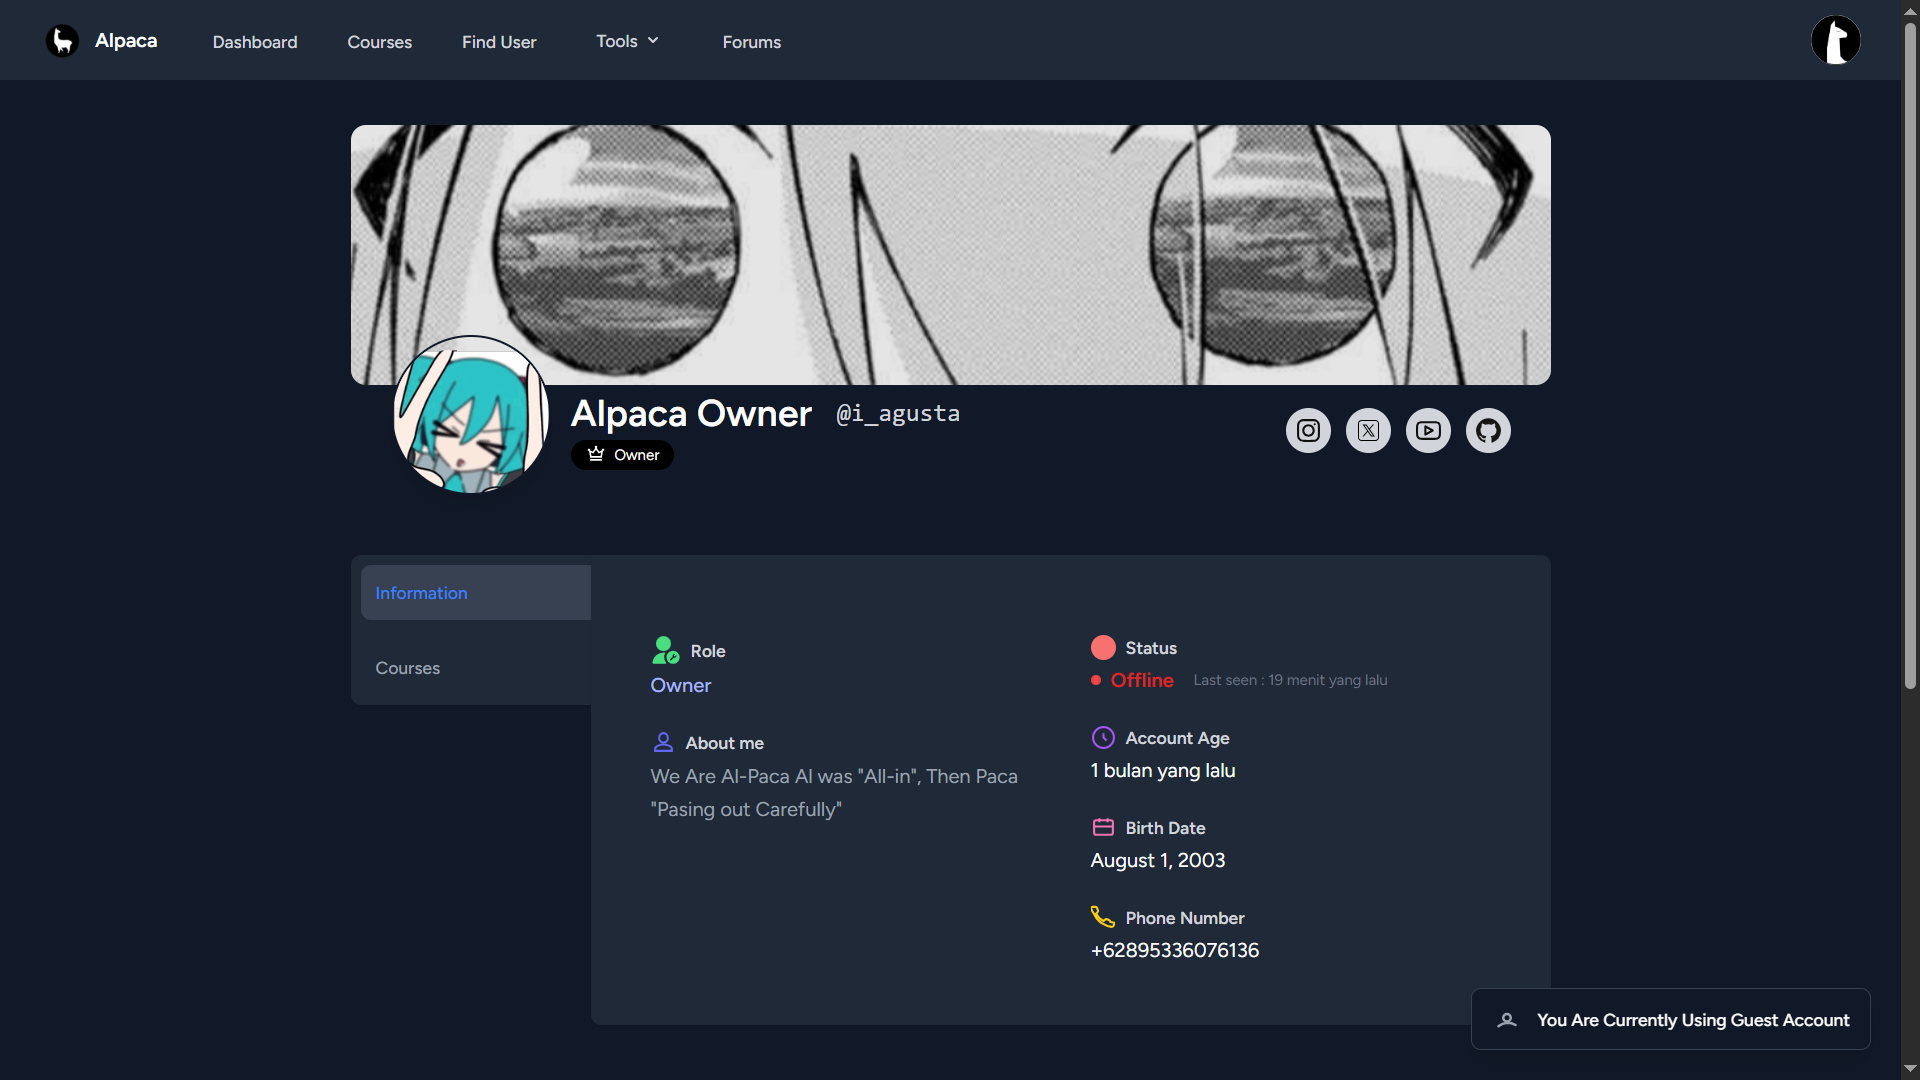 Alpaca Dashboard Courses Find User Tools Forums
Alpaca Owner @i_agusta
Owner
Information
Courses
Role
Owner
About me
We Are Al-Paca Al was "All-in", Then Paca
"Pasing out Carefully"
Status
Offline Last seen : 19 menit yang lalu
Account Age
1 bulan yang lalu
Birth Date
August 1, 2003
Phone Number
+62895336076136
You Are Currently Using Guest Account